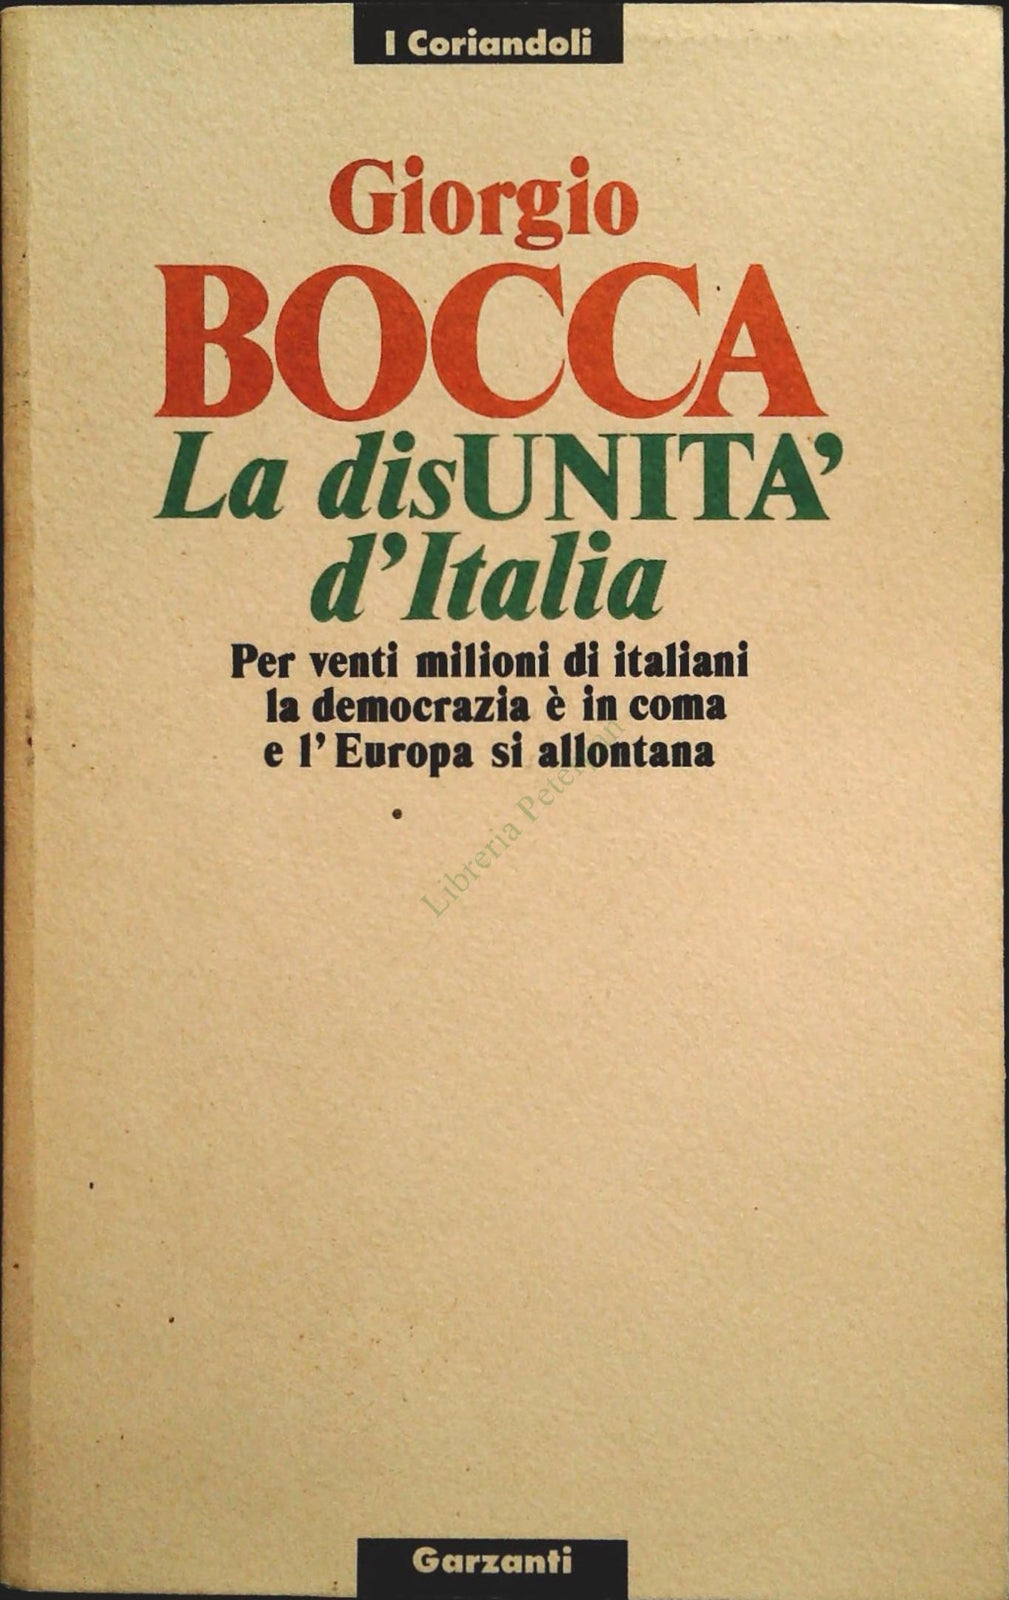 I Coriandoli
Giorgio
BOCCA
La disUNITA'
d'Italia
Per venti milioni di italiani
la democrazia è in coma
e l'Europa si allontana
Libreria
Garzanti